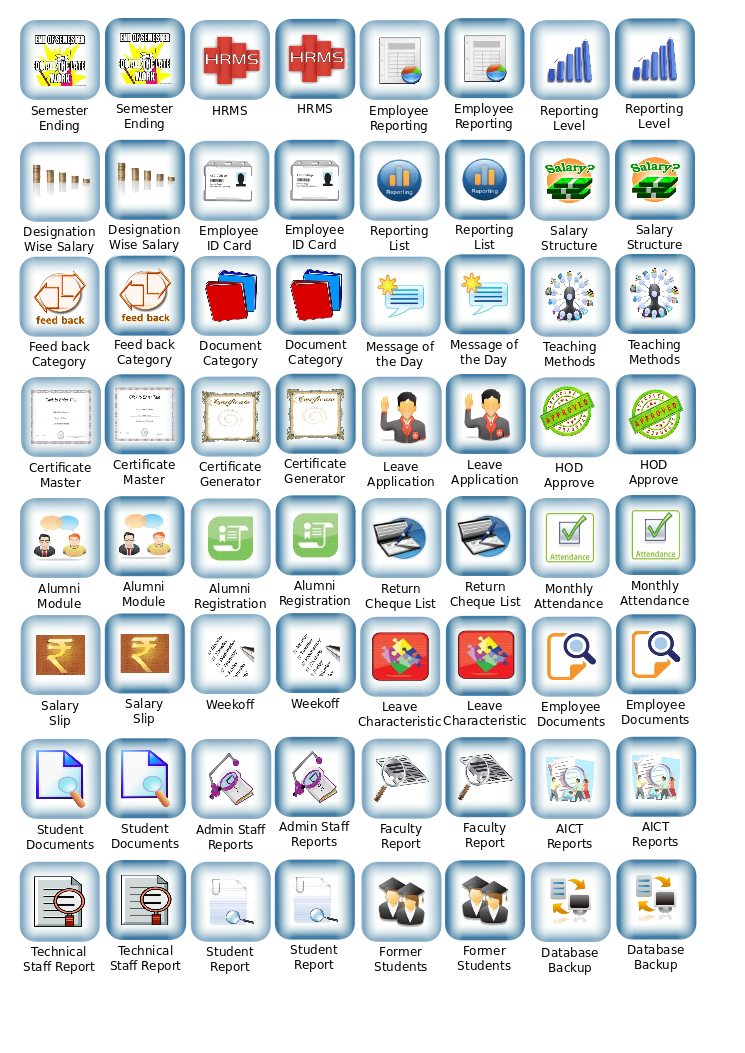 END OF SEMESTER
END OF SEMESTER
HRMS
HRMS
Semester
Ending
Semester
Ending
HRMS
HRMS
Employee
Reporting
Employee
Reporting
Reporting
Level
Reporting
Level
Reporting
Reporting
Salary?
Salary?
Designation
Wise Salary
Designation
Wise Salary
Employee
ID Card
Employee
ID Card
Reporting
List
Reporting
List
Salary
Structure
Salary
Structure
feed back
feed back
Feed back
Category
Feed back
Category
Document
Category
Document
Category
Message of
the Day
Message of
the Day
Teaching
Methods
Teaching
Methods
Certificate
Certificate
APPROVED
APPROVED
Certificate
Master
Certificate
Master
Certificate
Generator
Certificate
Generator
Leave
Application
Leave
Application
HOD
Approve
HOD
Approve
Attendance
Attendance
Alumni
Module
Alumni
Module
Alumni
Registration
Alumni
Registration
Return
Cheque List
Return
Cheque List
Monthly
Attendance
Monthly
Attendance
Salary
Slip
Salary
Slip
Weekoff
Weekoff
Leave
Characteristic
Leave
Characteristic
Employee
Documents
Employee
Documents
Student
Documents
Student
Documents
Admin Staff
Reports
Admin Staff
Reports
Faculty
Report
Faculty
Report
AICT
Reports
AICT
Reports
Technical
Staff Report
Technical
Staff Report
Student
Report
Student
Report
Former
Students
Former
Students
Database
Backup
Database
Backup